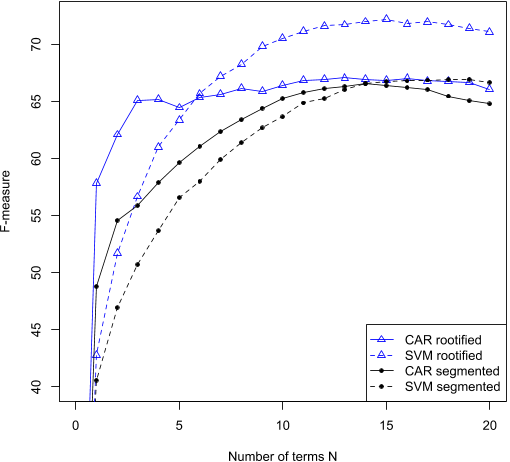 70
65
60
55
50
45
40
F-measure
CAR rootified
SVM rootified
CAR segmented
SVM segmented
0 5 10 15 20
Number of terms N